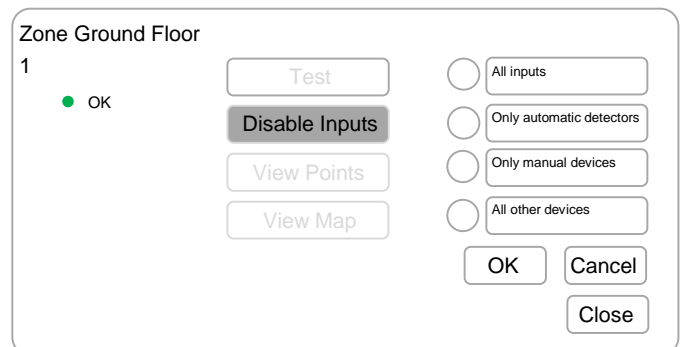 Zone Ground Floor
1
OK
Test
Disable Inputs
View Points
View Map
All inputs
Only automatic detectors
Only manual devices
All other devices
OK
Cancel
Close